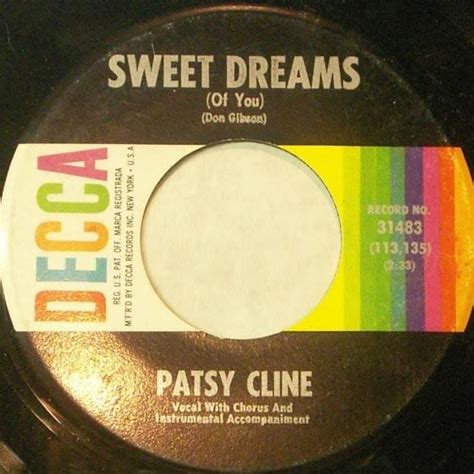 SWEET DREAMS
(Of You)
(Don Gibson)
DECCA
REG. U.S. PAT. OFF. MARCA REGISTRADA
M'F'R'D BY DECCA RECORDS INC. NEW YORK • U.S.A
RECORD NO.
31483
(113,135)
(2:33)
PATSY CLINE
Vocal With Chorus And
Instrumental Accompaniment